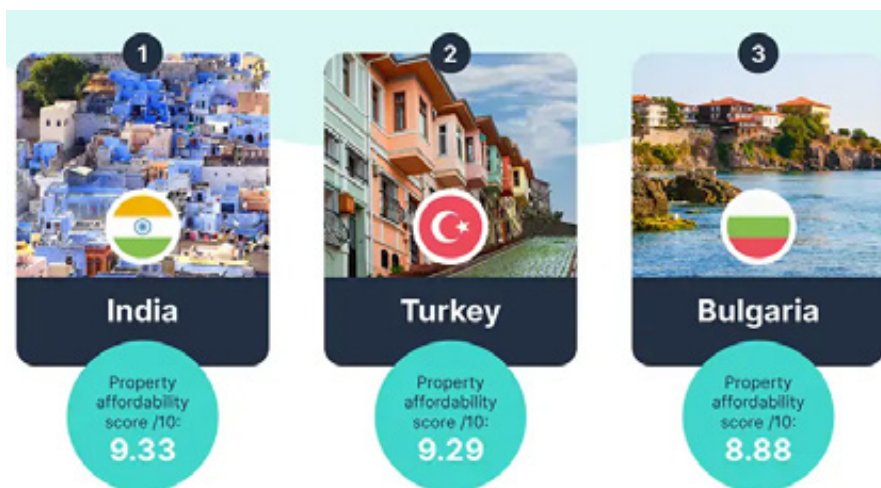 1
India
Property
affordability
score /10:
9.33
2
Turkey
Property
affordability
score /10:
9.29
3
Bulgaria
Property
affordability
score /10:
8.88